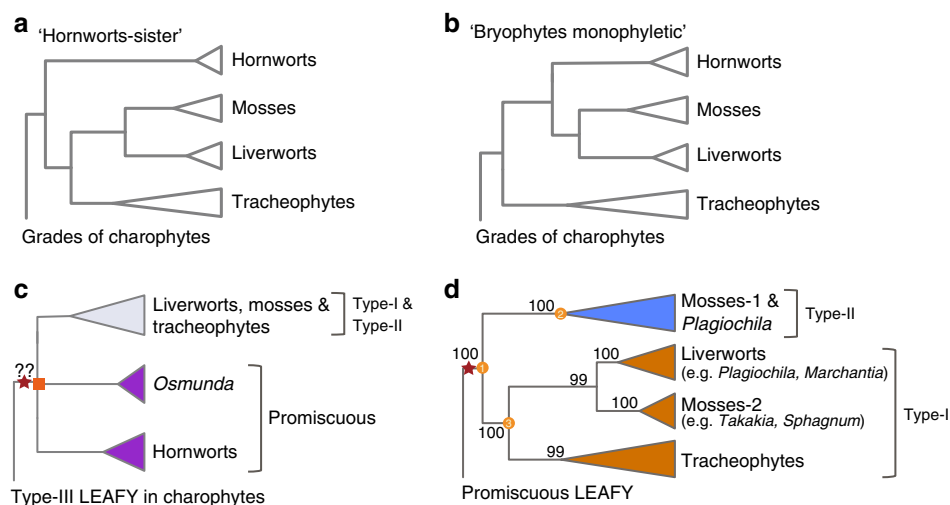 a
'Hornworts-sister'
Hornworts
Mosses
Liverworts
Tracheophytes
Grades of charophytes
b
'Bryophytes monophyletic'
Hornworts
Mosses
Liverworts
Tracheophytes
Grades of charophytes
c
Liverworts, mosses &
tracheophytes
Type-I &
Type-II
??
Osmunda
Promiscuous
Hornworts
Type-III LEAFY in charophytes
d
100
2
Mosses-1 &
Plagiochila
Type-II
100
1
100
Liverworts
(e.g. Plagiochila, Marchantia)
99
100
Mosses-2
(e.g. Takakia, Sphagnum)
Type-I
3
100
99
Tracheophytes
Promiscuous LEAFY